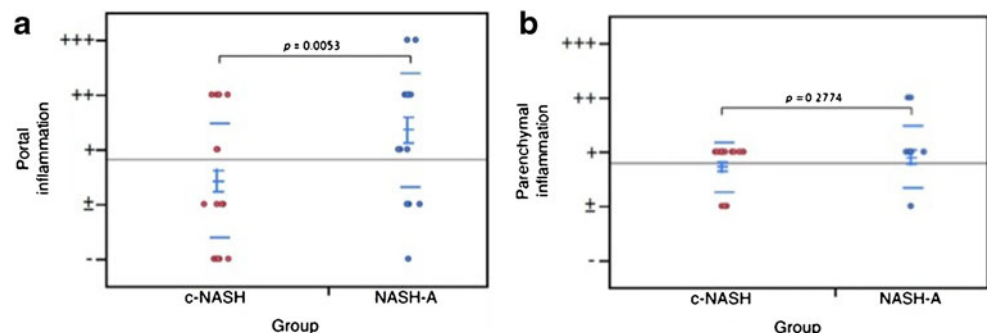 a
Portal
inflammation
+++
++
+
±
-
p = 0.0053
c-NASH
NASH-A
Group
b
Parenchymal
inflammation
+++
++
+
±
-
p = 0.2774
c-NASH
NASH-A
Group